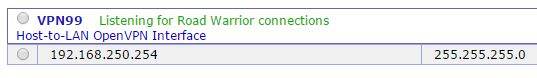 VPN99 Listening for Road Warrior connections
Host-to-LAN OpenVPN Interface
192.168.250.254 255.255.255.0